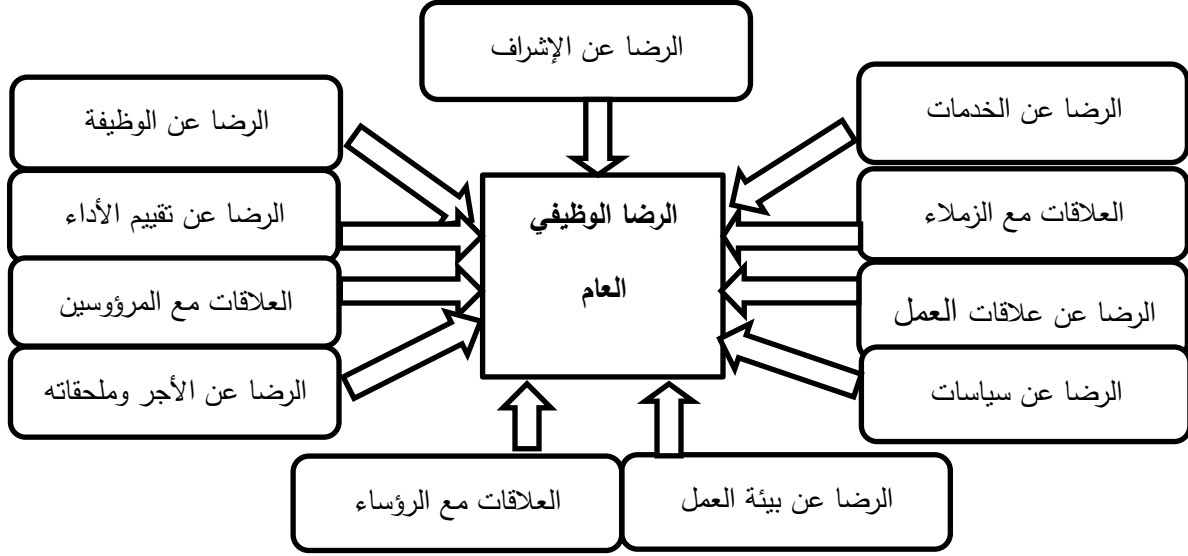 الرضا عن الإشراف
الرضا عن الخدمات
الرضا عن الوظيفة
العلاقات مع الزملاء
الرضا عن تقييم الأداء
الرضا الوظيفي
العام
الرضا عن علاقات العمل
العلاقات مع المرؤوسين
الرضا عن سياسات
الرضا عن الأجر وملحقاته
الرضا عن بيئة العمل
العلاقات مع الرؤساء